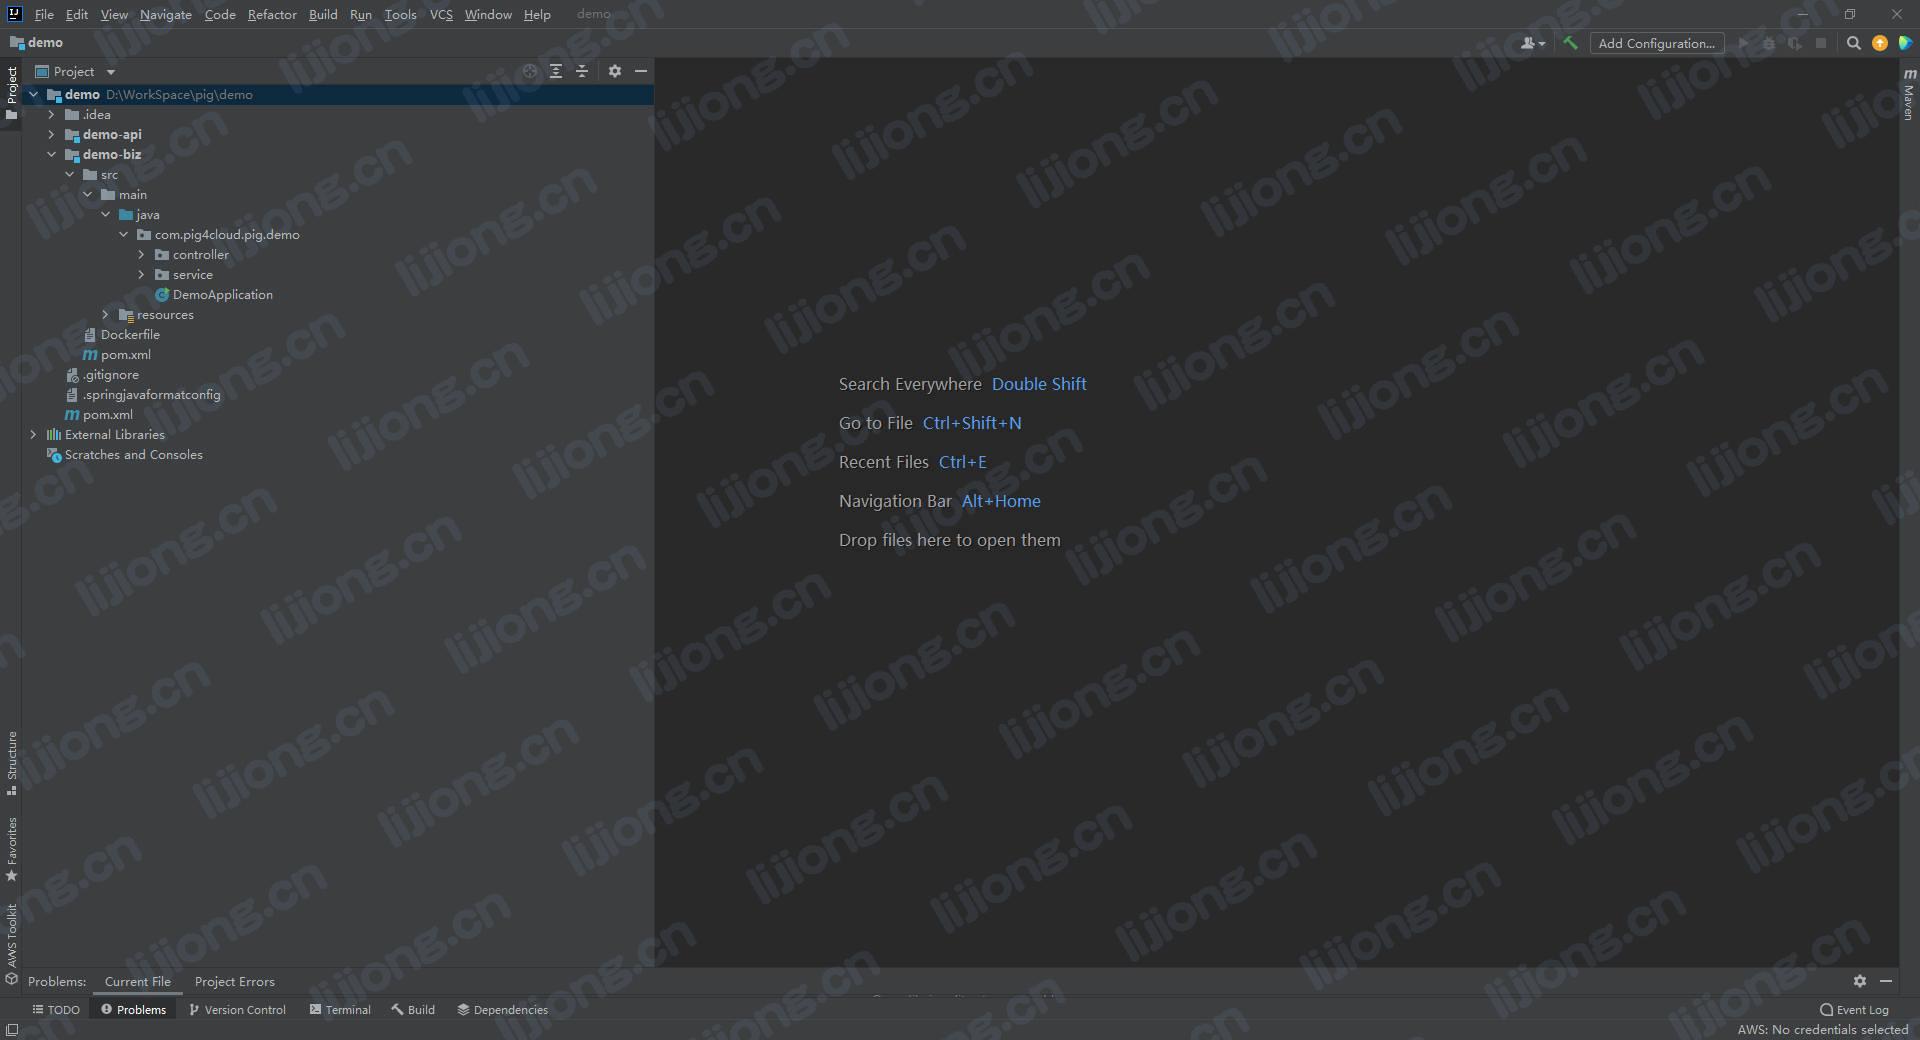 File Edit View Navigate Code Refactor Build Run Tools VCS Window Help demo
demo
Add Configuration...
Project
Project
Maven
demo D:\WorkSpace\pig\demo
.idea
demo-api
demo-biz
src
main
java
com.pig4cloud.pig.demo
controller
service
DemoApplication
resources
Dockerfile
pom.xml
.gitignore
.springjavaformatconfig
pom.xml
External Libraries
Scratches and Consoles
Search Everywhere Double Shift
Go to File Ctrl+Shift+N
Recent Files Ctrl+E
Navigation Bar Alt+Home
Drop files here to open them
Structure
Favorites
AWS Toolkit
Problems: Current File Project Errors
TODO Problems Version Control Terminal Build Dependencies Event Log
AWS: No credentials selected
lijiong.cn